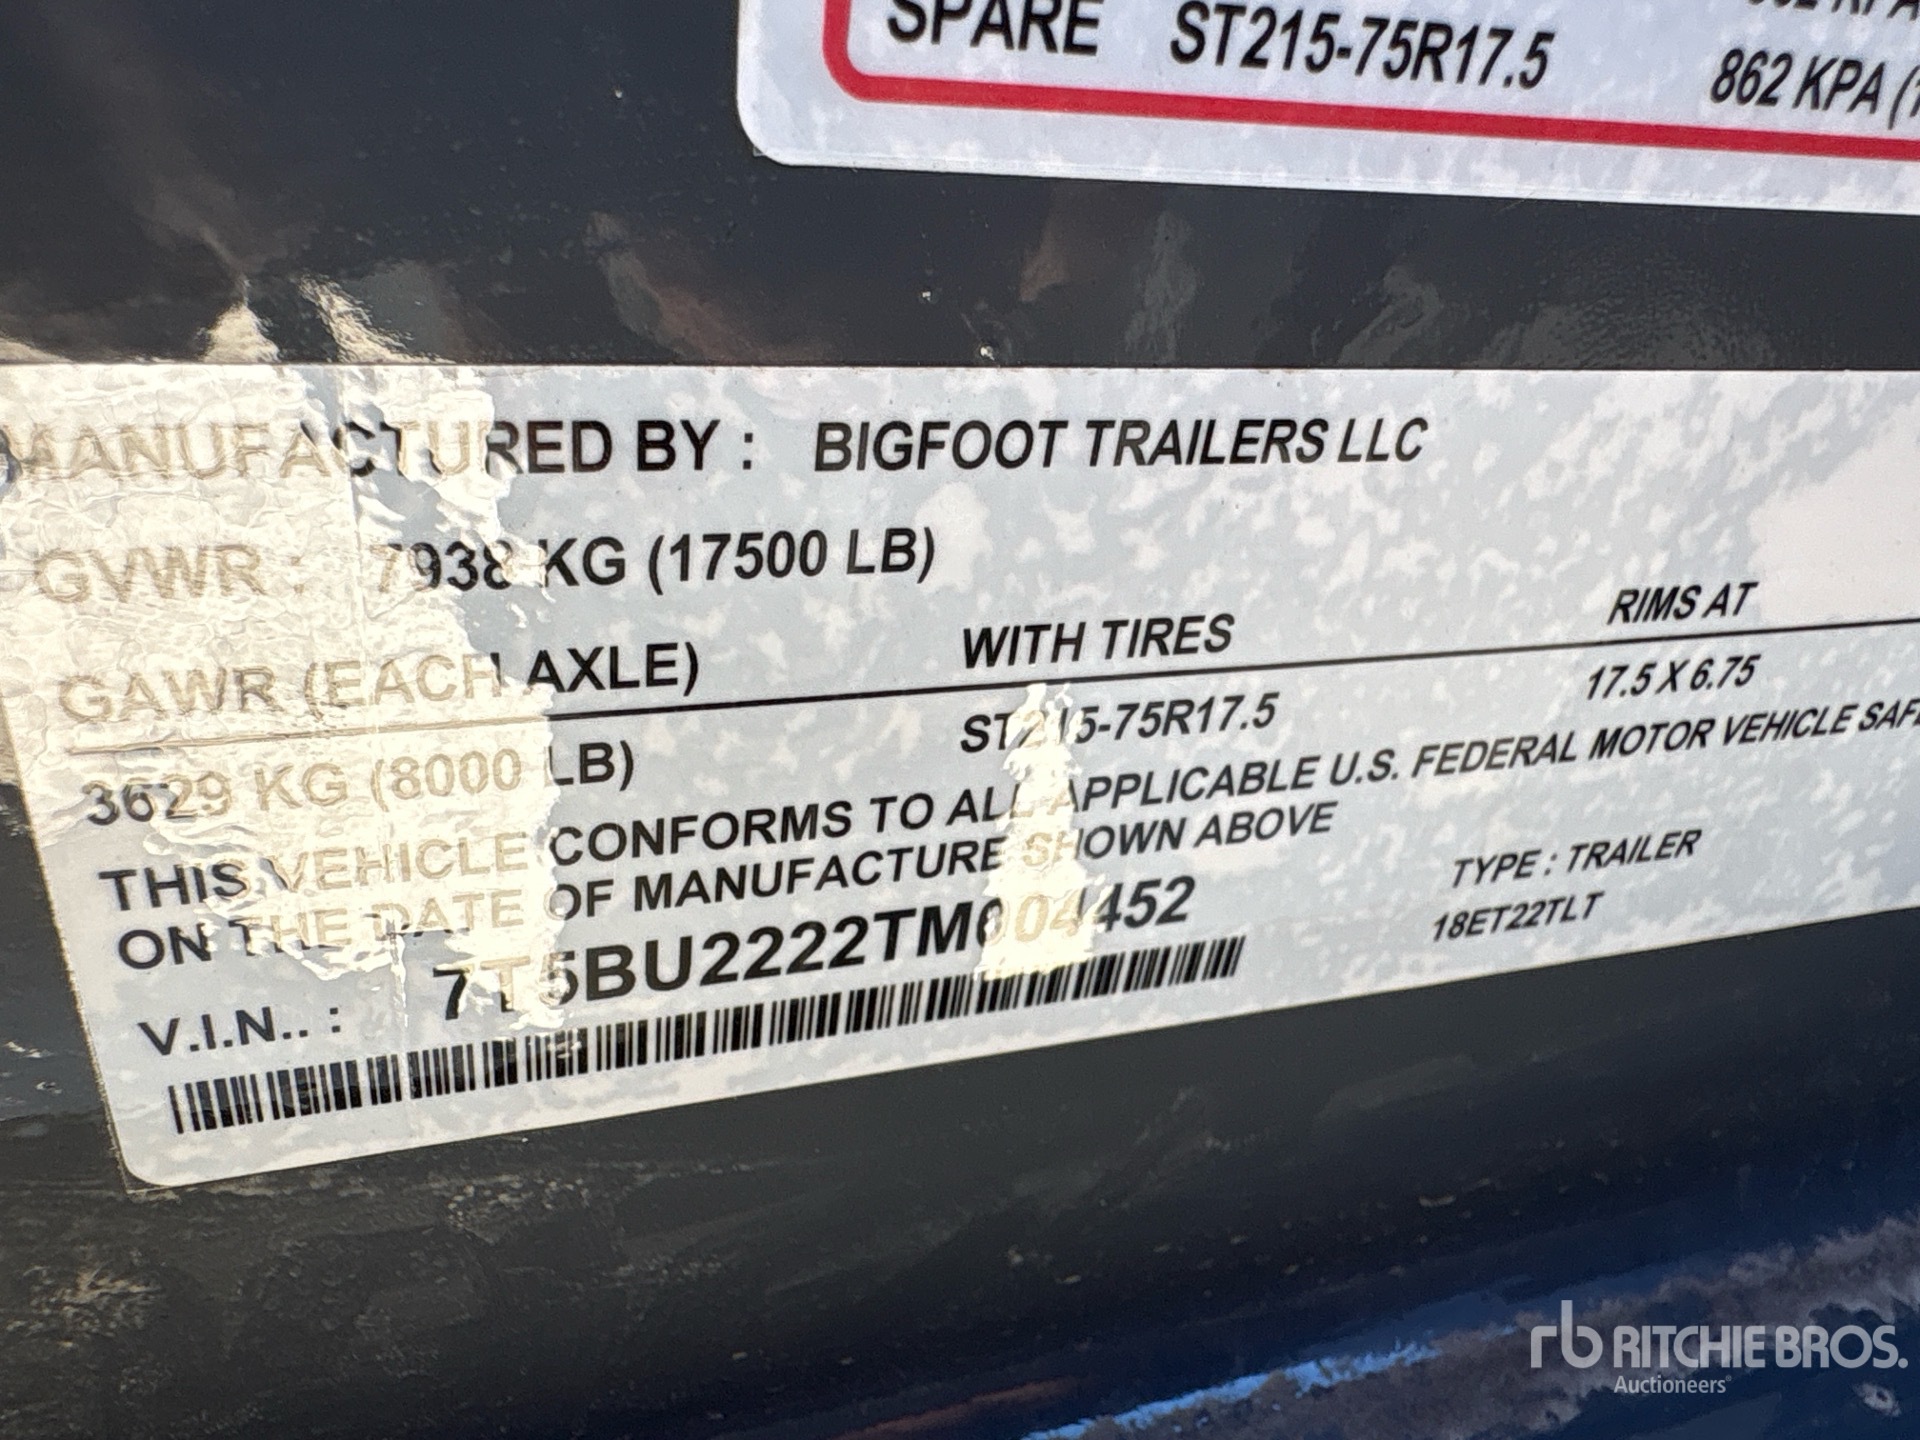 SPARE ST215-75R17.5 862 KPA
MANUFACTURED BY : BIGFOOT TRAILERS LLC
GVWR : 7938 KG (17500 LB)
GAWR (EACH AXLE) WITH TIRES RIMS AT
3629 KG (8000 LB) ST215-75R17.5 17.5 X 6.75
THIS VEHICLE CONFORMS TO ALL APPLICABLE U.S. FEDERAL MOTOR VEHICLE
ON THE DATE OF MANUFACTURE SHOWN ABOVE
V.I.N.. : 7T5BU2222TM004452
TYPE : TRAILER
18ET22TLT
rb RITCHIE BROS.
Auctioneers